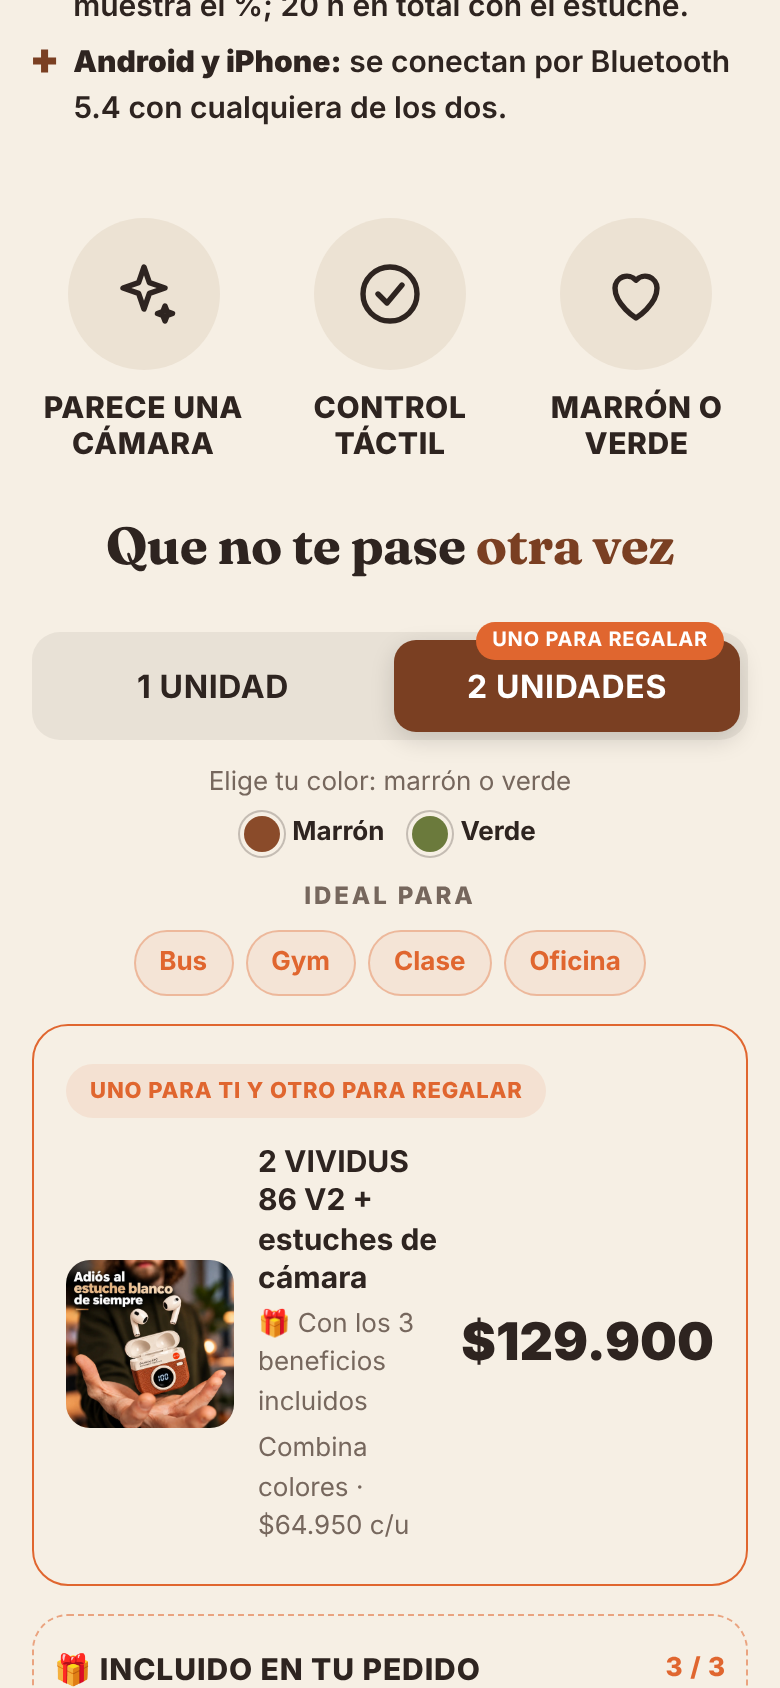 muestra el %; 20 h en total con el estuche.
Android y iPhone: se conectan por Bluetooth
5.4 con cualquiera de los dos.
PARECE UNA
CÁMARA
CONTROL
TÁCTIL
MARRÓN O
VERDE
Que no te pase otra vez
UNO PARA REGALAR
1 UNIDAD
2 UNIDADES
Elige tu color: marrón o verde
Marrón
Verde
IDEAL PARA
Bus
Gym
Clase
Oficina
UNO PARA TI Y OTRO PARA REGALAR
2 VIVIDUS
86 V2 +
estuches de
cámara
🎁 Con los 3
beneficios
incluidos
Combina
colores ·
$64.950 c/u
Adiós al
estuche blanco
de siempre
100
$129.900
🎁 INCLUIDO EN TU PEDIDO
3 / 3